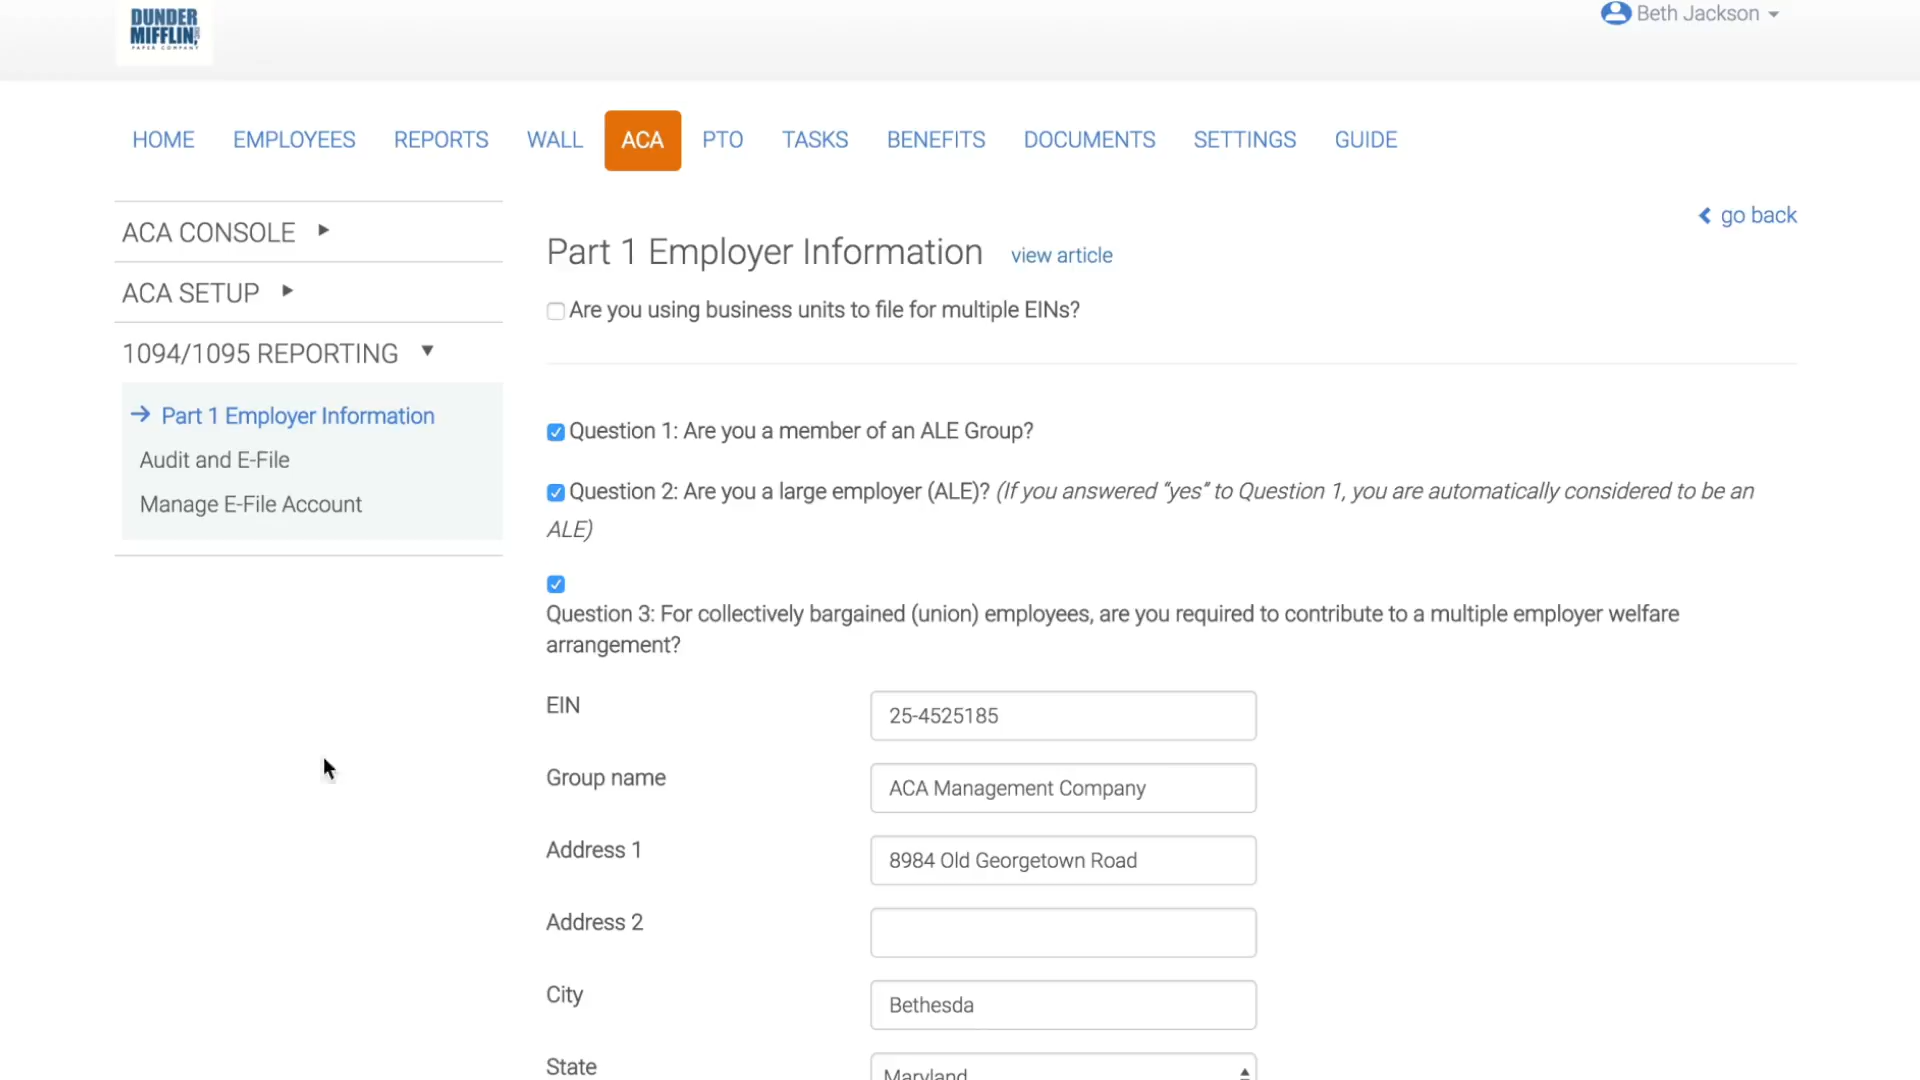 DUNDER
MIFFLIN, INC
PAPER COMPANY
Beth Jackson
HOME EMPLOYEES REPORTS WALL ACA PTO TASKS BENEFITS DOCUMENTS SETTINGS GUIDE
go back
ACA CONSOLE
ACA SETUP
1094/1095 REPORTING
Part 1 Employer Information
Audit and E-File
Manage E-File Account
Part 1 Employer Information view article
Are you using business units to file for multiple EINs?
Question 1: Are you a member of an ALE Group?
Question 2: Are you a large employer (ALE)? (If you answered “yes” to Question 1, you are automatically considered to be an
ALE)
Question 3: For collectively bargained (union) employees, are you required to contribute to a multiple employer welfare
arrangement?
EIN 25-4525185
Group name ACA Management Company
Address 1 8984 Old Georgetown Road
Address 2
City Bethesda
State Maryland